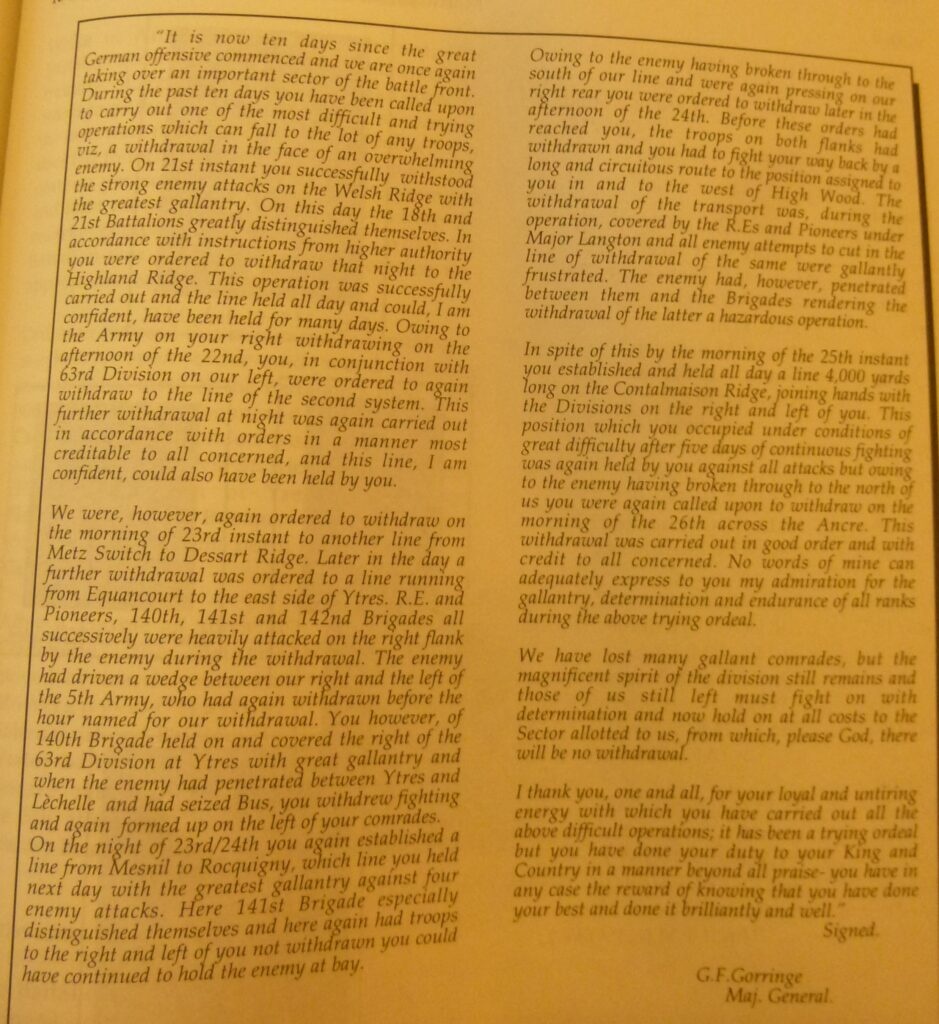 "It is now ten days since the great
German offensive commenced and we are once again
taking over an important sector of the battle front.
During the past ten days you have been called upon
to carry out one of the most difficult and trying
operations which can fall to the lot of any troops,
viz, a withdrawal in the face of an overwhelming
enemy. On 21st instant you successfully withstood
the strong enemy attacks on the Welsh Ridge with
the greatest gallantry. On this day the 18th and
21st Battalions greatly distinguished themselves. In
accordance with instructions from higher authority
you were ordered to withdraw that night to the
Highland Ridge. This operation was successfully
carried out and the line held all day and could, I am
confident, have been held for many days. Owing to
the Army on your right withdrawing on the
afternoon of the 22nd, you, in conjunction with
63rd Division on our left, were ordered to again
withdraw to the line of the second system. This
further withdrawal at night was again carried out
in accordance with orders in a manner most
creditable to all concerned, and this line, I am
confident, could also have been held by you.
We were, however, again ordered to withdraw on
the morning of 23rd instant to another line from
Metz Switch to Dessart Ridge. Later in the day a
further withdrawal was ordered to a line running
from Equancourt to the east side of Ytres. R.E. and
Pioneers, 140th, 141st and 142nd Brigades all
successively were heavily attacked on the right flank
by the enemy during the withdrawal. The enemy
had driven a wedge between our right and the left of
the 5th Army, who had again withdrawn before the
hour named for our withdrawal. You however, of
140th Brigade held on and covered the right of the
63rd Division at Ytres with great gallantry and
when the enemy had penetrated between Ytres and
Lèchelle and had seized Bus, you withdrew fighting
and again formed up on the left of your comrades.
On the night of 23rd/24th you again established a
line from Mesnil to Rocquigny, which line you held
next day with the greatest gallantry against four
enemy attacks. Here 141st Brigade especially
distinguished themselves and here again had troops
to the right and left of you not withdrawn you could
have continued to hold the enemy at bay.
Owing to the enemy having broken through to the
south of our line and were again pressing on our
right rear you were ordered to withdraw later in the
afternoon of the 24th. Before these orders had
reached you, the troops on both flanks had
withdrawn and you had to fight your way back by a
long and circuitous route to the position assigned to
you in and to the west of High Wood. The
withdrawal of the transport was, during the
operation, covered by the R.Es and Pioneers under
Major Langton and all enemy attempts to cut in the
line of withdrawal of the same were gallantly
frustrated. The enemy had, however, penetrated
between them and the Brigades rendering the
withdrawal of the latter a hazardous operation.
In spite of this by the morning of the 25th instant
you established and held all day a line 4,000 yards
long on the Contalmaison Ridge, joining hands with
the Divisions on the right and left of you. This
position which you occupied under conditions of
great difficulty after five days of continuous fighting
was again held by you against all attacks but owing
to the enemy having broken through to the north of
us you were again called upon to withdraw on the
morning of the 26th across the Ancre. This
withdrawal was carried out in good order and with
credit to all concerned. No words of mine can
adequately express to you my admiration for the
gallantry, determination and endurance of all ranks
during the above trying ordeal.
We have lost many gallant comrades, but the
magnificent spirit of the division still remains and
those of us still left must fight on with
determination and now hold on at all costs to the
Sector allotted to us, from which, please God, there
will be no withdrawal.
I thank you, one and all, for your loyal and untiring
energy with which you have carried out all the
above difficult operations; it has been a trying ordeal
but you have done your duty to your King and
Country in a manner beyond all praise- you have in
any case the reward of knowing that you have done
your best and done it brilliantly and well."
Signed.
G.F.Gorringe
Maj. General.